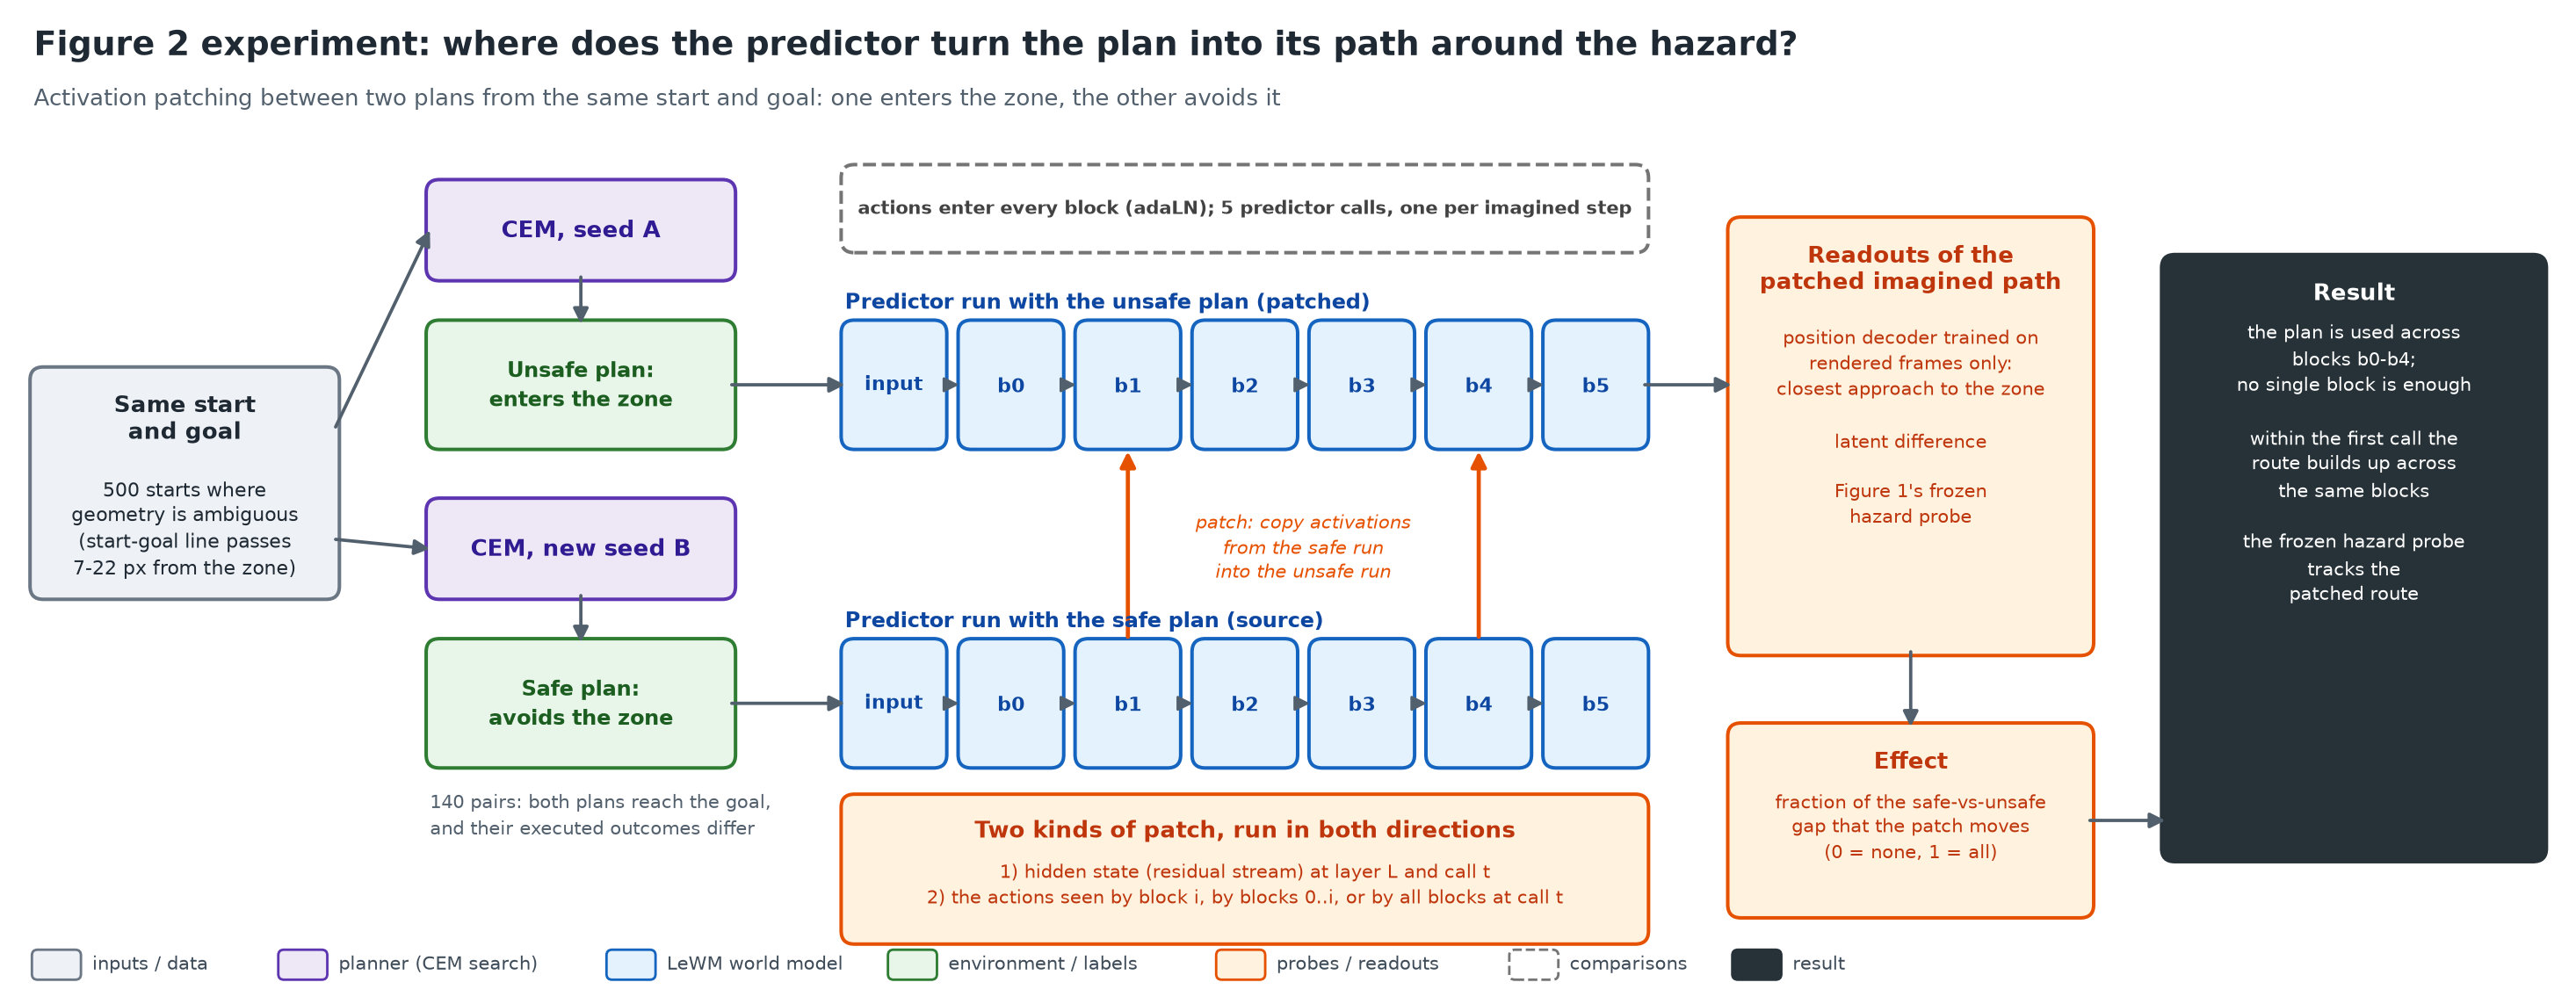 Figure 2 experiment: where does the predictor turn the plan into its path around the hazard?
Activation patching between two plans from the same start and goal: one enters the zone, the other avoids it
Same start
and goal
500 starts where
geometry is ambiguous
(start-goal line passes
7-22 px from the zone)
CEM, seed A
Unsafe plan:
enters the zone
CEM, new seed B
Safe plan:
avoids the zone
140 pairs: both plans reach the goal,
and their executed outcomes differ
actions enter every block (adaLN); 5 predictor calls, one per imagined step
Predictor run with the unsafe plan (patched)
input b0 b1 b2 b3 b4 b5
patch: copy activations
from the safe run
into the unsafe run
Predictor run with the safe plan (source)
input b0 b1 b2 b3 b4 b5
Two kinds of patch, run in both directions
1) hidden state (residual stream) at layer L and call t
2) the actions seen by block i, by blocks 0..i, or by all blocks at call t
Readouts of the
patched imagined path
position decoder trained on
rendered frames only:
closest approach to the zone
latent difference
Figure 1's frozen
hazard probe
Effect
fraction of the safe-vs-unsafe
gap that the patch moves
(0 = none, 1 = all)
Result
the plan is used across
blocks b0-b4;
no single block is enough
within the first call the
route builds up across
the same blocks
the frozen hazard probe
tracks the
patched route
inputs / data
planner (CEM search)
LeWM world model
environment / labels
probes / readouts
comparisons
result